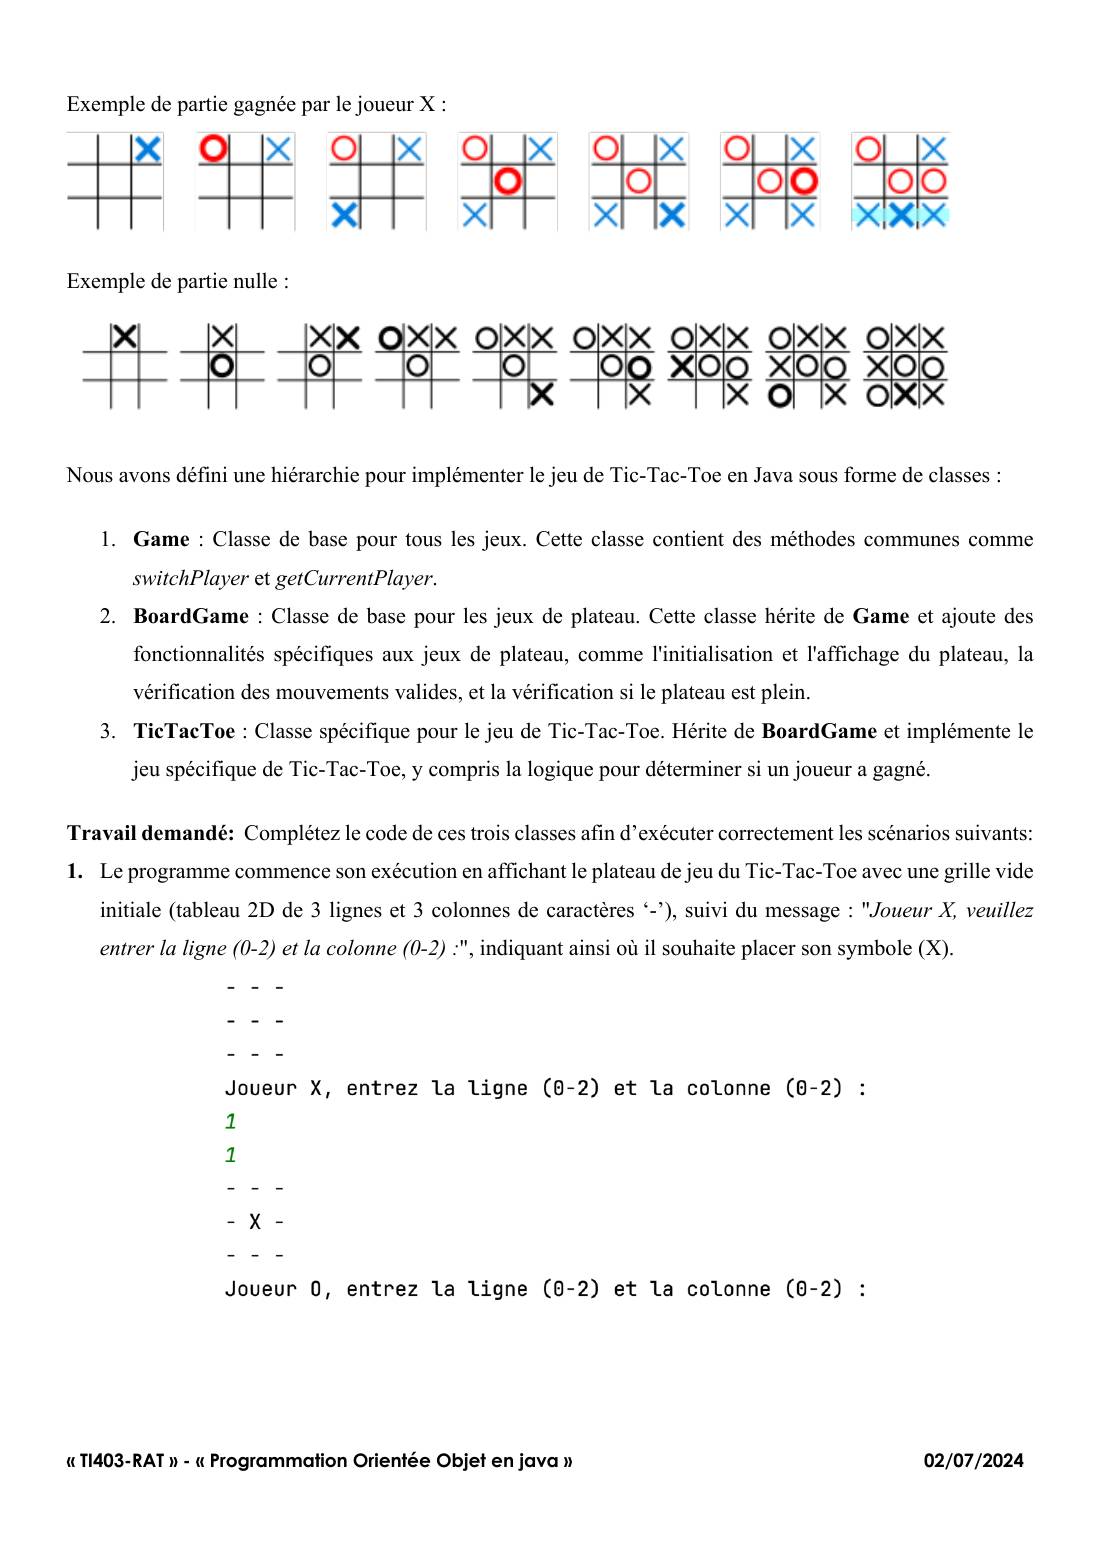 Exemple de partie gagnée par le joueur X :
Exemple de partie nulle :
Nous avons défini une hiérarchie pour implémenter le jeu de Tic-Tac-Toe en Java sous forme de classes :
1. Game : Classe de base pour tous les jeux. Cette classe contient des méthodes communes comme
switchPlayer et getCurrentPlayer.
2. BoardGame : Classe de base pour les jeux de plateau. Cette classe hérite de Game et ajoute des
fonctionnalités spécifiques aux jeux de plateau, comme l'initialisation et l'affichage du plateau, la
vérification des mouvements valides, et la vérification si le plateau est plein.
3. TicTacToe : Classe spécifique pour le jeu de Tic-Tac-Toe. Hérite de BoardGame et implémente le
jeu spécifique de Tic-Tac-Toe, y compris la logique pour déterminer si un joueur a gagné.
Travail demandé: Complétez le code de ces trois classes afin d’exécuter correctement les scénarios suivants:
1. Le programme commence son exécution en affichant le plateau de jeu du Tic-Tac-Toe avec une grille vide
initiale (tableau 2D de 3 lignes et 3 colonnes de caractères ‘-’), suivi du message : "Joueur X, veuillez
entrer la ligne (0-2) et la colonne (0-2) :", indiquant ainsi où il souhaite placer son symbole (X).
- - -
- - -
- - -
Joueur X, entrez la ligne (0-2) et la colonne (0-2) :
1
1
- - -
- X -
- - -
Joueur O, entrez la ligne (0-2) et la colonne (0-2) :
« TI403-RAT » - « Programmation Orientée Objet en java » 02/07/2024